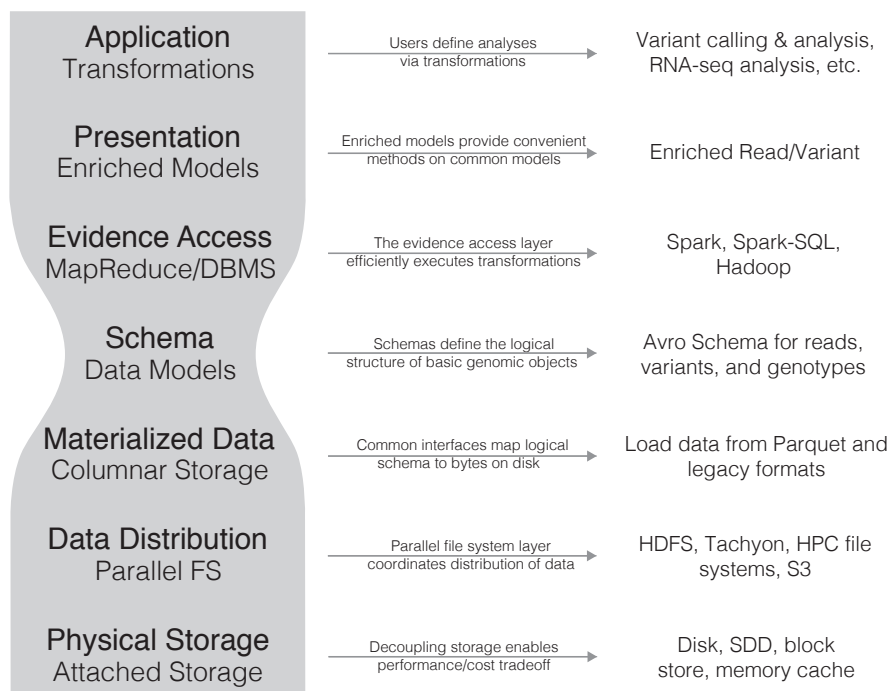 Application
Transformations
Users define analyses
via transformations
Variant calling & analysis,
RNA-seq analysis, etc.
Presentation
Enriched Models
Enriched models provide convenient
methods on common models
Enriched Read/Variant
Evidence Access
MapReduce/DBMS
The evidence access layer
efficiently executes transformations
Spark, Spark-SQL,
Hadoop
Schema
Data Models
Schemas define the logical
structure of basic genomic objects
Avro Schema for reads,
variants, and genotypes
Materialized Data
Columnar Storage
Common interfaces map logical
schema to bytes on disk
Load data from Parquet and
legacy formats
Data Distribution
Parallel FS
Parallel file system layer
coordinates distribution of data
HDFS, Tachyon, HPC file
systems, S3
Physical Storage
Attached Storage
Decoupling storage enables
performance/cost tradeoff
Disk, SDD, block
store, memory cache